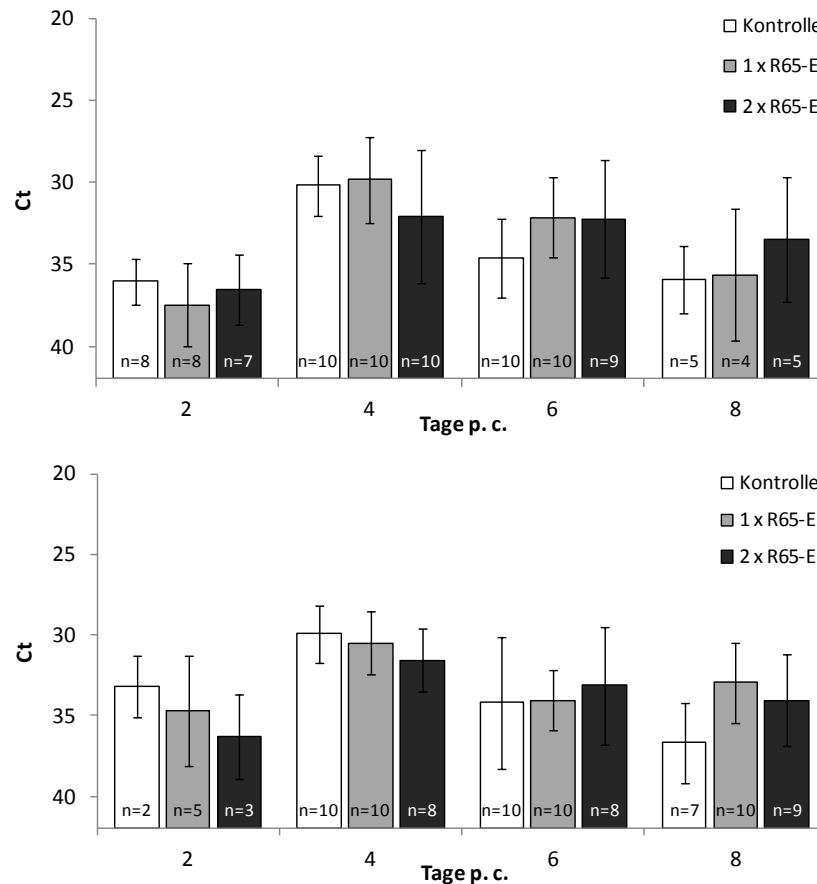 20
25
30
35
40
Ct
Kontrolle
1 x R65-E
2 x R65-E
n=8
n=8
n=7
n=10
n=10
n=10
n=10
n=10
n=9
n=5
n=4
n=5
2
4
6
8
Tage p. c.
20
25
30
35
40
Ct
Kontrolle
1 x R65-E
2 x R65-E
n=2
n=5
n=3
n=10
n=10
n=8
n=10
n=10
n=8
n=7
n=10
n=9
2
4
6
8
Tage p. c.